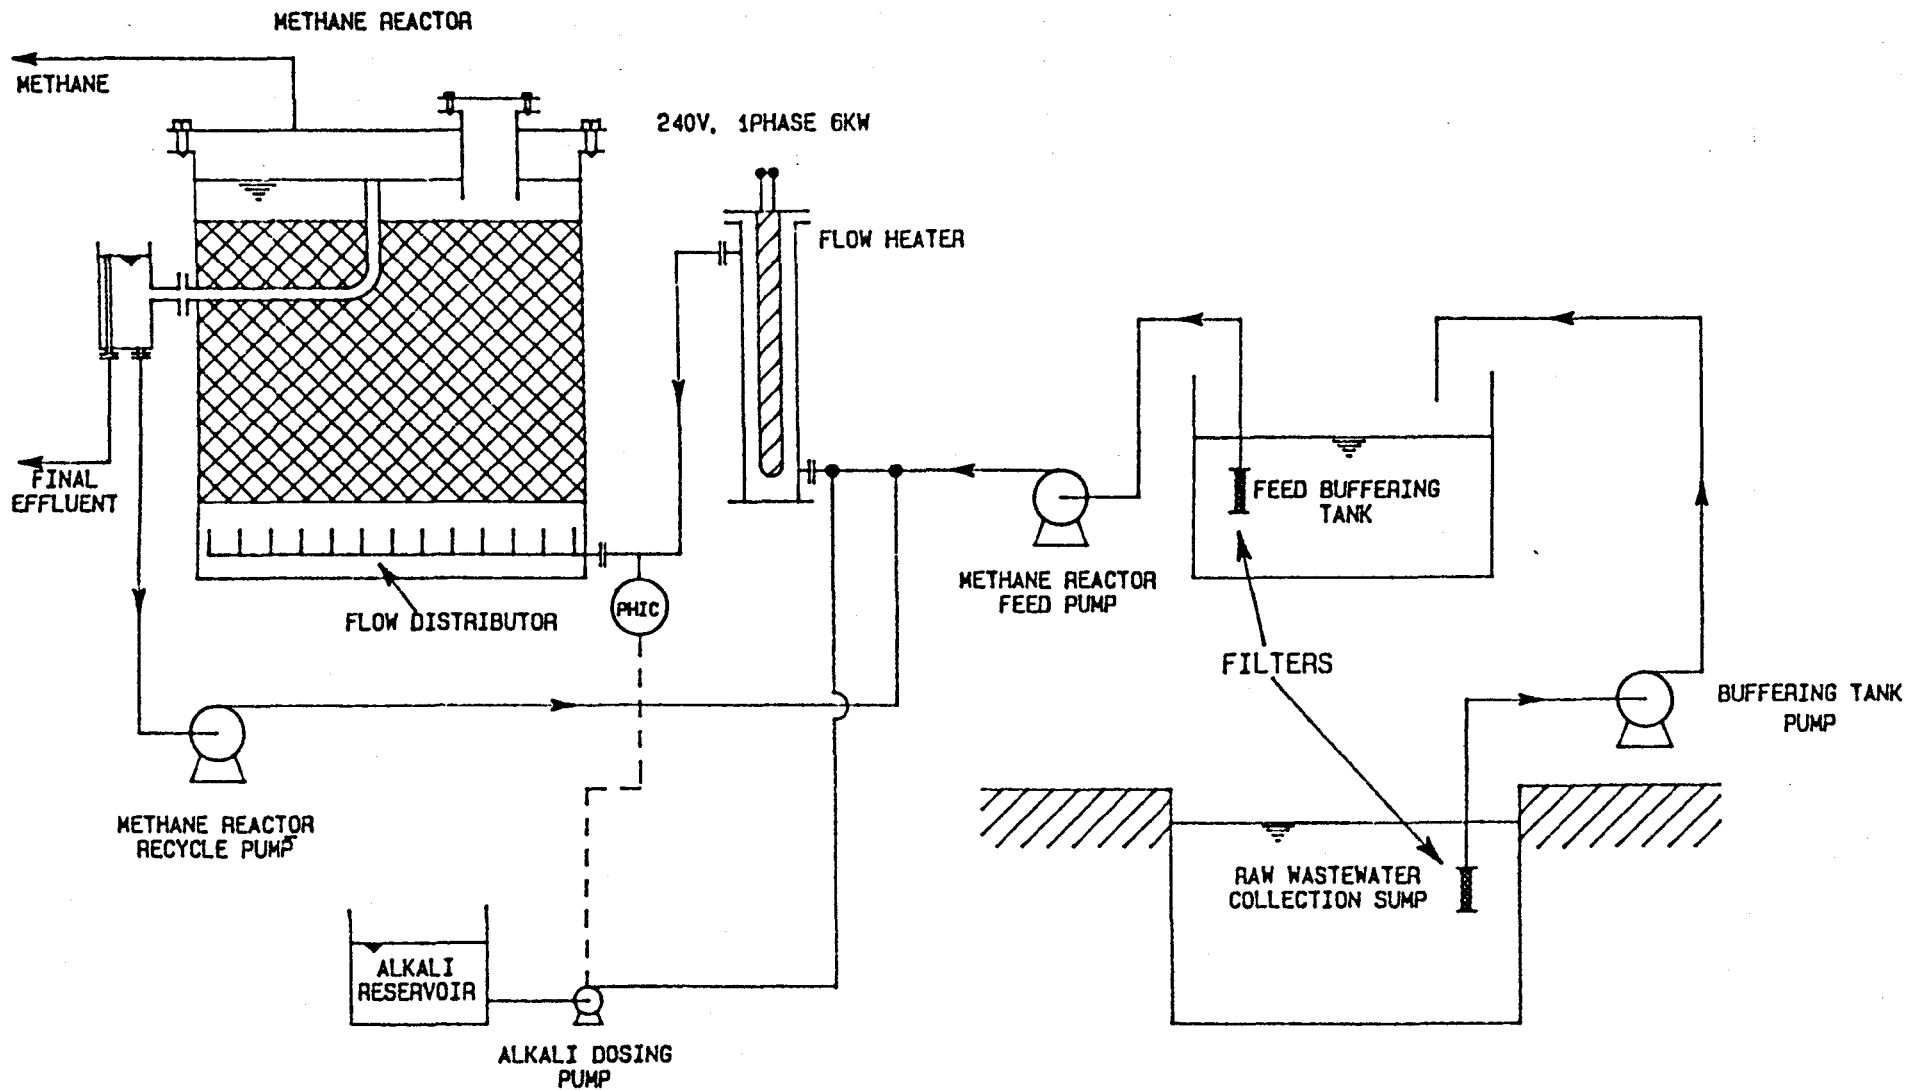 METHANE REACTOR
METHANE
240V, 1PHASE 6KW
FLOW HEATER
FINAL
EFFLUENT
FEED BUFFERING
TANK
METHANE REACTOR
FEED PUMP
FLOW DISTRIBUTOR
PHIC
FILTERS
BUFFERING TANK
PUMP
METHANE REACTOR
RECYCLE PUMP
RAW WASTEWATER
COLLECTION SUMP
ALKALI
RESERVOIR
ALKALI DOSING
PUMP